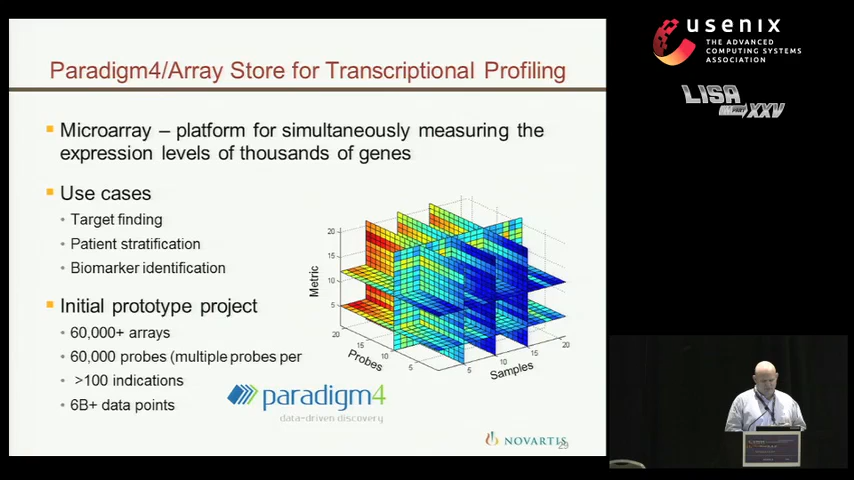 Paradigm4/Array Store for Transcriptional Profiling
Microarray – platform for simultaneously measuring the
expression levels of thousands of genes
Use cases
Target finding
Patient stratification
Biomarker identification
Initial prototype project
60,000+ arrays
60,000 probes (multiple probes per
>100 indications
6B+ data points
Metric
20
15
10
5
20
15
10
5
Probes
5
10
15
20
Samples
paradigm4
data-driven discovery
NOVARTIS
29
usenix
THE ADVANCED
COMPUTING SYSTEMS
ASSOCIATION
LISA
XXV